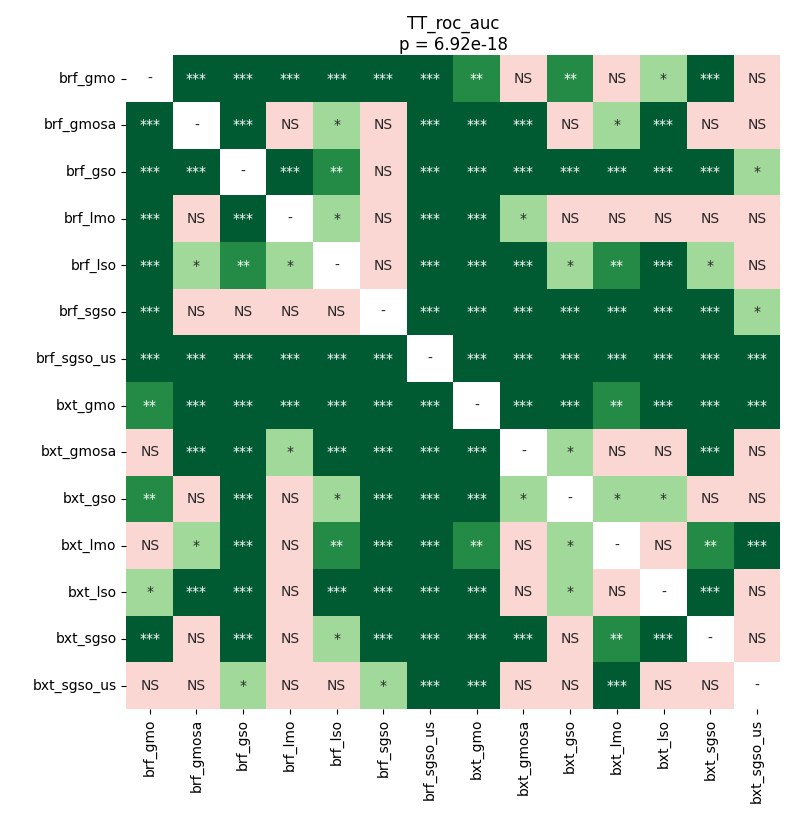 TT_roc_auc
p = 6.92e-18
brf_gmo - *** *** *** *** *** *** ** NS ** NS * *** NS
brf_gmosa *** - *** NS * NS *** *** *** NS * *** NS NS
brf_gso *** *** - *** ** NS *** *** *** *** *** *** *** *
brf_lmo *** NS *** - * NS *** *** * NS NS NS NS NS
brf_lso *** * ** * - NS *** *** *** * ** *** * NS
brf_sgso *** NS NS NS NS - *** *** *** *** *** *** *** *
brf_sgso_us *** *** *** *** *** *** - *** *** *** *** *** *** ***
bxt_gmo ** *** *** *** *** *** *** - *** *** ** *** *** ***
bxt_gmosa NS *** *** * *** *** *** *** - * NS NS *** NS
bxt_gso ** NS *** NS * *** *** *** * - * * NS NS
bxt_lmo NS * *** NS ** *** *** ** NS * - NS ** ***
bxt_lso * *** *** NS *** *** *** *** NS * NS - *** NS
bxt_sgso *** NS *** NS * *** *** *** *** NS ** *** - NS
bxt_sgso_us NS NS * NS NS * *** *** NS NS *** NS NS -
brf_gmo
brf_gmosa
brf_gso
brf_lmo
brf_lso
brf_sgso
brf_sgso_us
bxt_gmo
bxt_gmosa
bxt_gso
bxt_lmo
bxt_lso
bxt_sgso
bxt_sgso_us